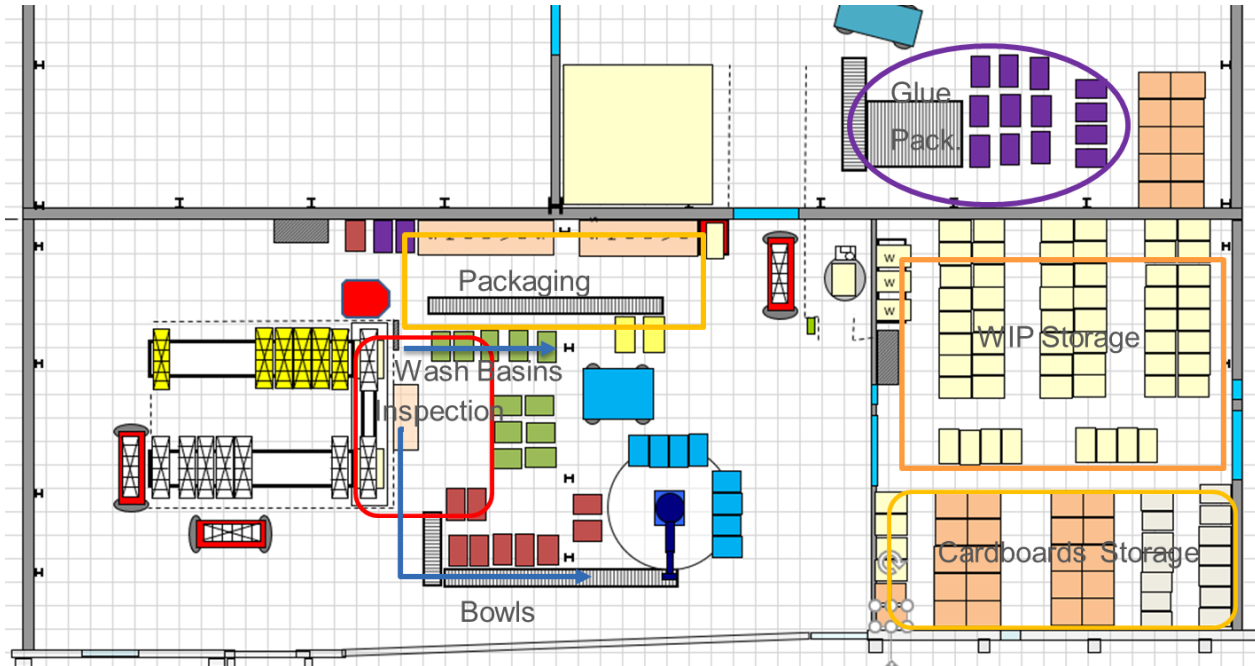 Glue
Pack.
Packaging
W
W
W
WIP Storage
Wash Basins
Inspection
Cardboards Storage
Bowls